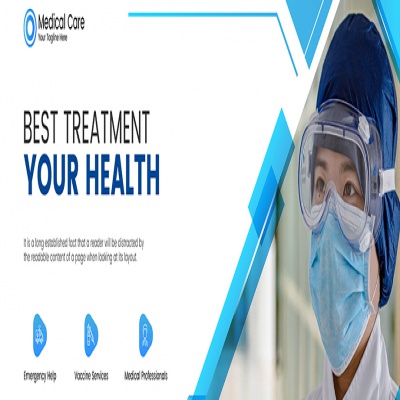 Medical Care
Your Tagline Here
BEST TREATMENT
YOUR HEALTH
It is a long established fact that a reader will be distracted by
the readable content of a page when looking at its layout.
Emergency Help
Vaccine Services
Medical Professionals